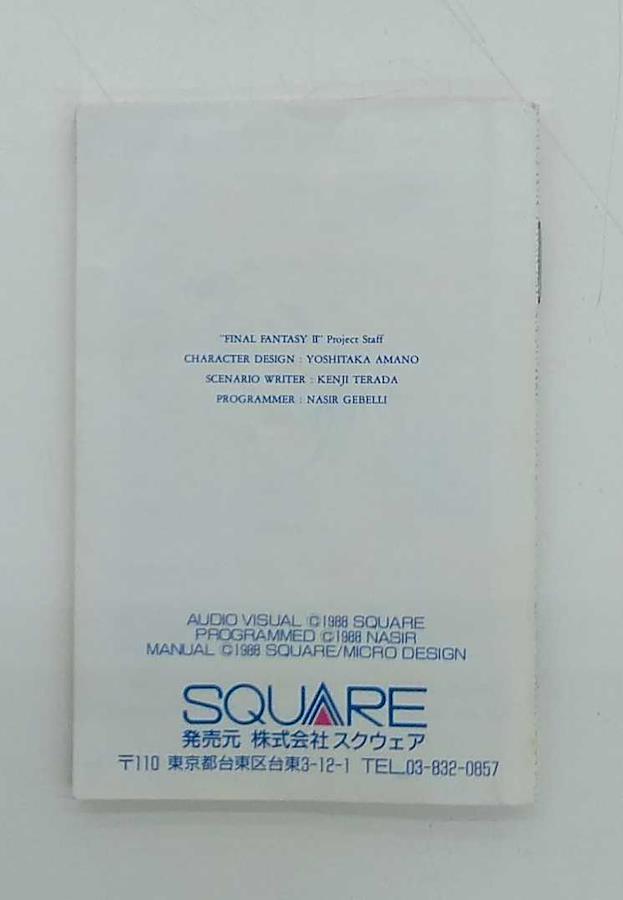 "FINAL FANTASY II" Project Staff
CHARACTER DESIGN : YOSHITAKA AMANO
SCENARIO WRITER : KENJI TERADA
PROGRAMMER : NASIR GEBELLI
AUDIO VISUAL ©1988 SQUARE
PROGRAMMED ©1988 NASIR
MANUAL ©1988 SQUARE/MICRO DESIGN
SQUARE
発売元 株式会社スクウェア
〒110 東京都台東区台東3-12-1 TEL.03-832-0857